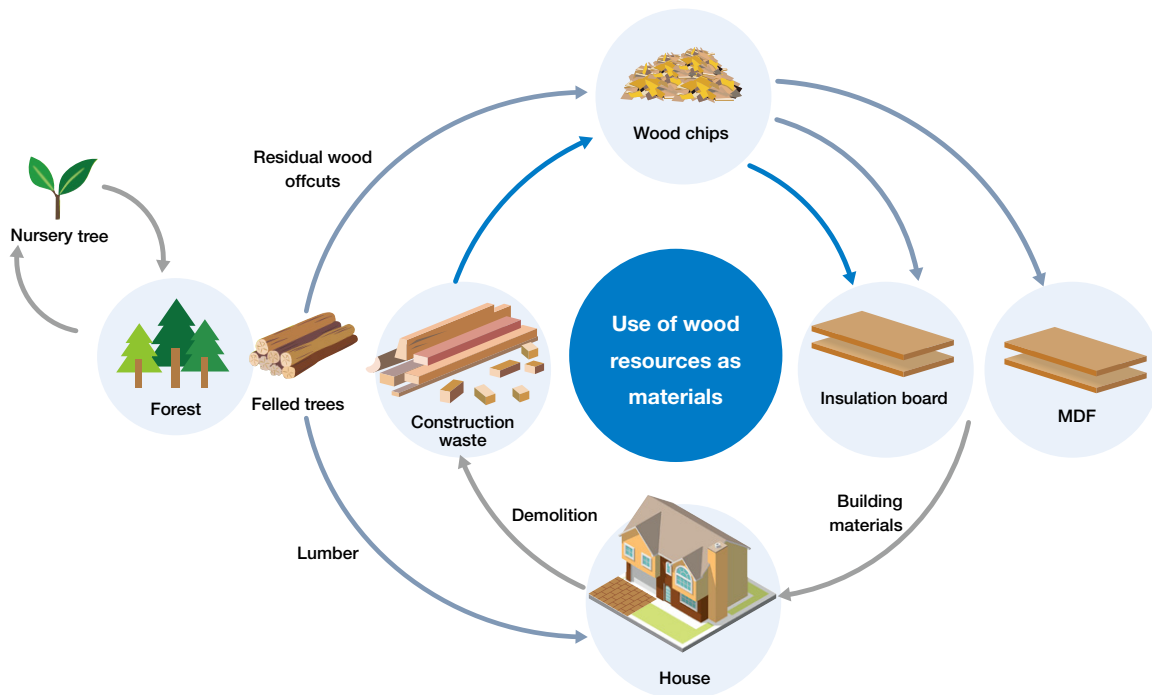 Wood chips
Residual wood
offcuts
Nursery tree
Forest
Felled trees
Construction
waste
Use of wood
resources as
materials
Insulation board
MDF
Building
materials
Demolition
Lumber
House